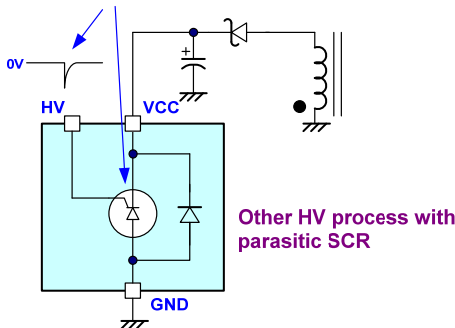 0V
+
HV
VCC
Other HV process with
parasitic SCR
GND